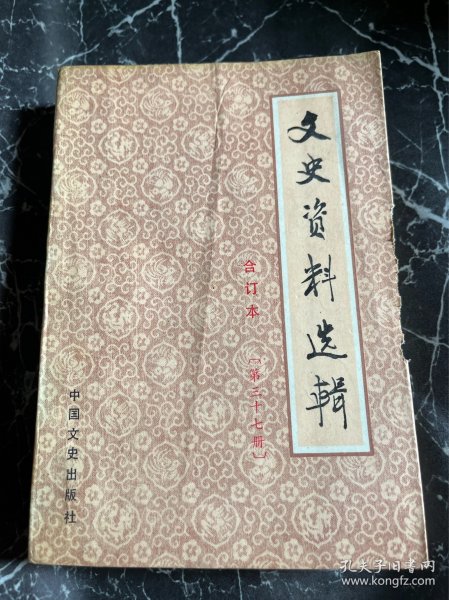 文史资料选辑
合订本
〔第三十七册〕
中国文史出版社
孔夫子旧书网
www.kongfz.com